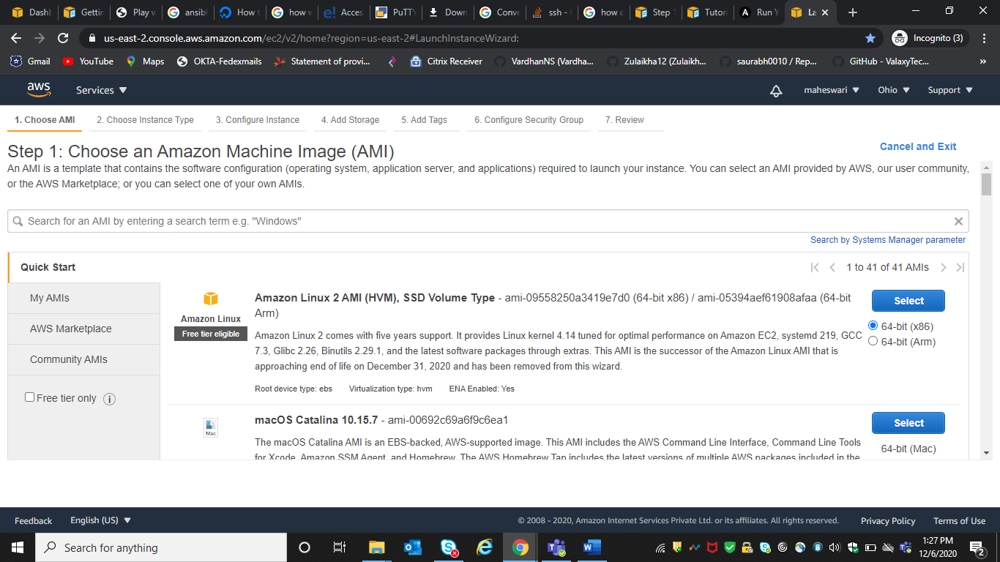 Dashb
Gettin
Play w
ansibl
How t
how w
Acces
PuTTY
Down
Conve
ssh - 
how c
Step 1
Tutori
Run Y
La
us-east-2.console.aws.amazon.com/ec2/v2/home?region=us-east-2#LaunchInstanceWizard:
Incognito (3)
Gmail
YouTube
Maps
OKTA-Fedexmails
Statement of provi...
Citrix Receiver
VardhanNS (Vardha...
Zulaikha12 (Zulaikh...
saurabh0010 / Rep...
GitHub - ValaxyTec...
»
aws
Services
maheswari
Ohio
Support
1. Choose AMI
2. Choose Instance Type
3. Configure Instance
4. Add Storage
5. Add Tags
6. Configure Security Group
7. Review
Step 1: Choose an Amazon Machine Image (AMI)
Cancel and Exit
An AMI is a template that contains the software configuration (operating system, application server, and applications) required to launch your instance. You can select an AMI provided by AWS, our user community,
or the AWS Marketplace; or you can select one of your own AMIs.
Search for an AMI by entering a search term e.g. "Windows"
Search by Systems Manager parameter
Quick Start
1 to 41 of 41 AMIs
My AMIs
AWS Marketplace
Community AMIs
Free tier only
i
Amazon Linux
Free tier eligible
Amazon Linux 2 AMI (HVM), SSD Volume Type - ami-09558250a3419e7d0 (64-bit x86) / ami-05394aef61908afaa (64-bit
Arm)
Amazon Linux 2 comes with five years support. It provides Linux kernel 4.14 tuned for optimal performance on Amazon EC2, systemd 219, GCC
7.3, Glibc 2.26, Binutils 2.29.1, and the latest software packages through extras. This AMI is the successor of the Amazon Linux AMI that is
approaching end of life on December 31, 2020 and has been removed from this wizard.
Root device type: ebs
Virtualization type: hvm
ENA Enabled: Yes
Select
64-bit (x86)
64-bit (Arm)
Mac
macOS Catalina 10.15.7 - ami-00692c69a6f9c6ea1
The macOS Catalina AMI is an EBS-backed, AWS-supported image. This AMI includes the AWS Command Line Interface, Command Line Tools
for Xcode, Amazon SSM Agent, and Homebrew. The AWS Homebrew Tap includes the latest versions of multiple AWS packages included in the
Select
64-bit (Mac)
Feedback
English (US)
© 2008 - 2020, Amazon Internet Services Private Ltd. or its affiliates. All rights reserved.
Privacy Policy
Terms of Use
Search for anything
1:27 PM
12/6/2020
2